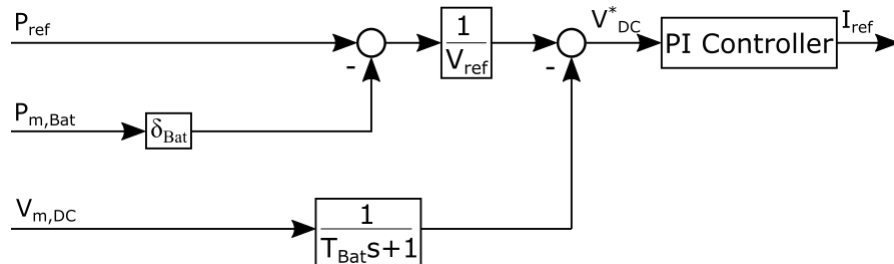 P_ref
-
1
V_ref
-
V*_DC
PI Controller
I_ref
P_m,Bat
δ_Bat
V_m,DC
1
T_Bat s+1